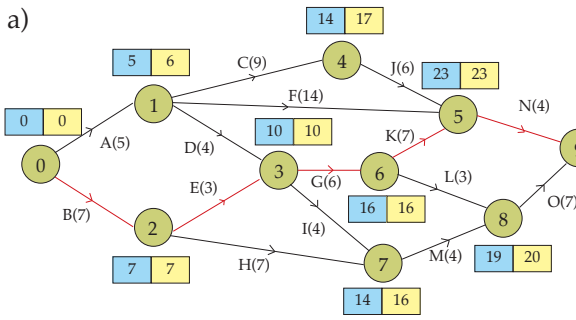 a)
14 17
4
C(9)
J(6)
5 6
23 23
1
F(14)
5
N(4)
0 0
A(5)
D(4)
10 10
K(7)
0
3
G(6)
6
L(3)
E(3)
B(7)
16 16
O(7)
2
I(4)
8
H(7)
M(4)
7 7
7
19 20
14 16